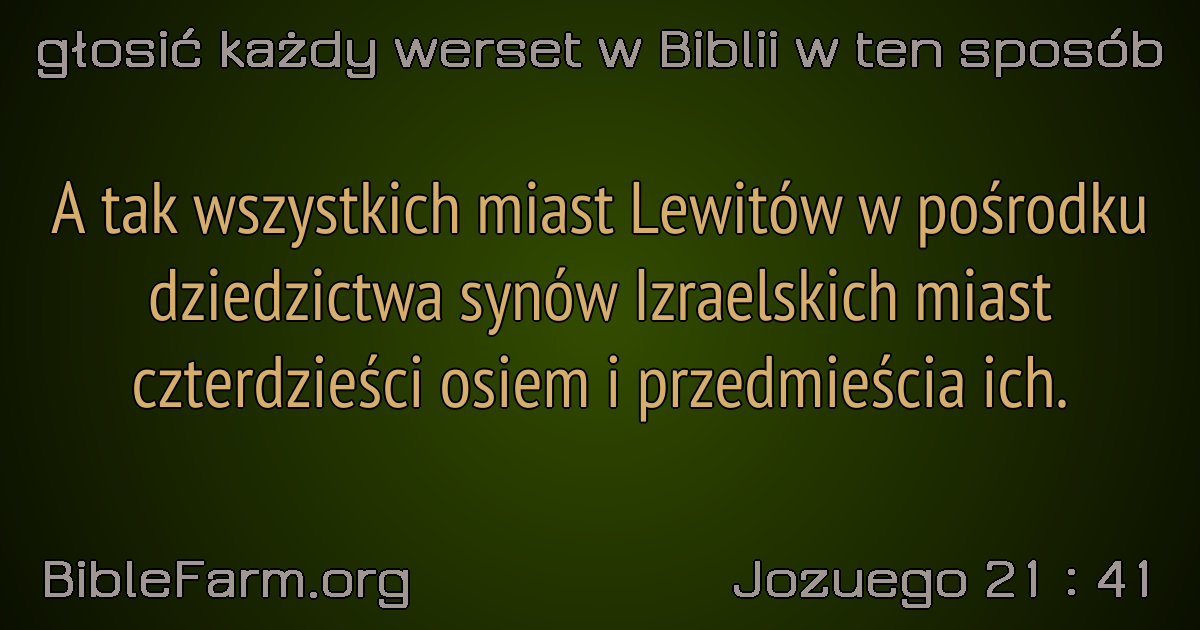 głosić każdy werset w Biblii w ten sposób
A tak wszystkich miast Lewitów w pośrodku
dziedzictwa synów Izraelskich miast
czterdzieści osiem i przedmieścia ich.
BibleFarm.org
Jozuego 21 : 41